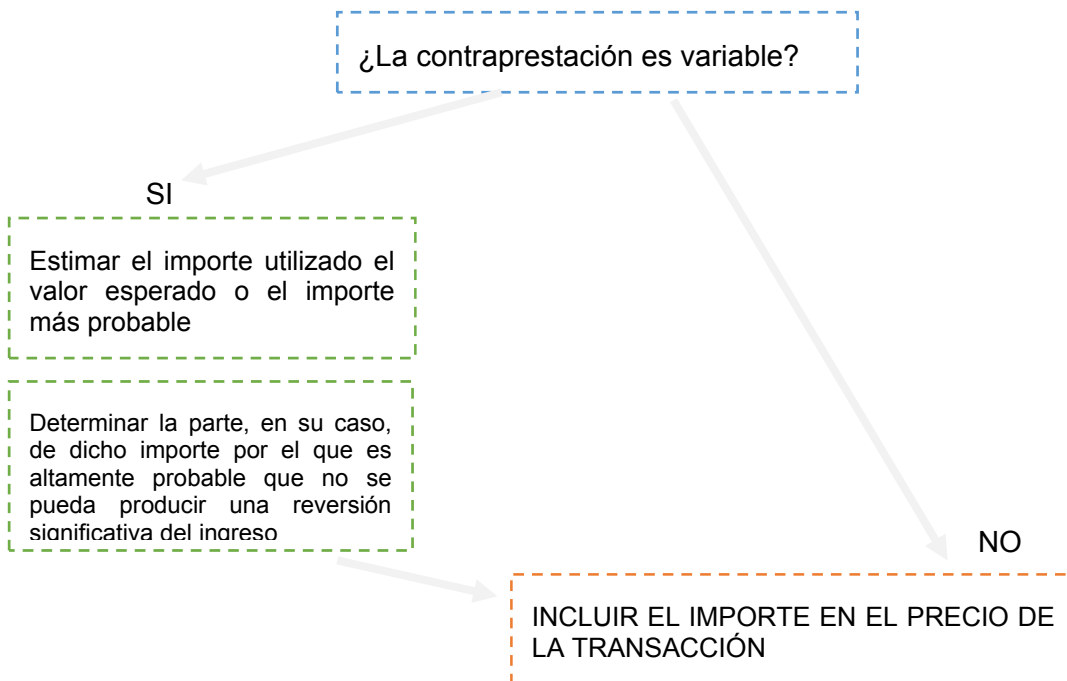 ¿La contraprestación es variable?
SI
Estimar el importe utilizado el
valor esperado o el importe
más probable
Determinar la parte, en su caso,
de dicho importe por el que es
altamente probable que no se
pueda producir una reversión
significativa del ingreso
NO
INCLUIR EL IMPORTE EN EL PRECIO DE
LA TRANSACCIÓN